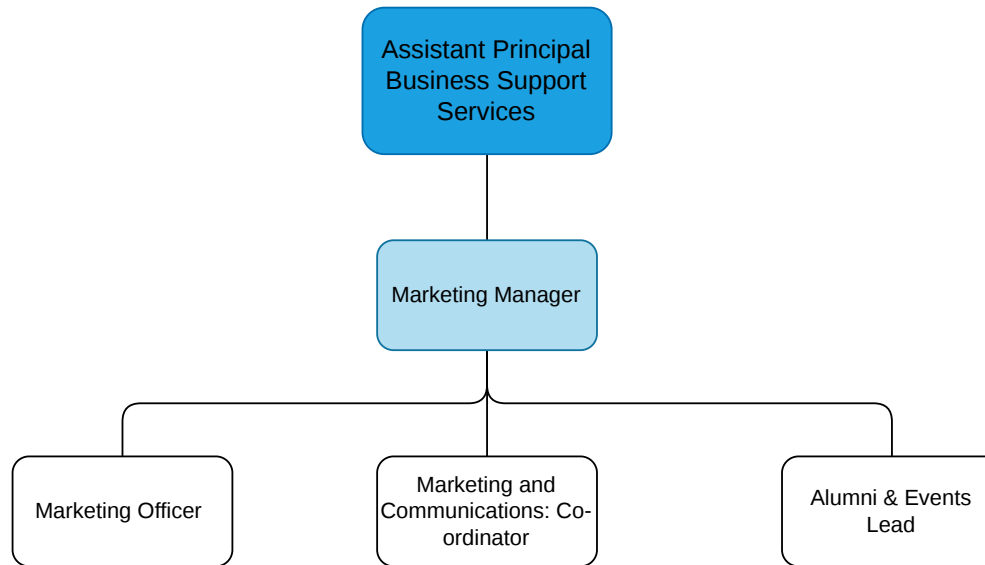 Assistant Principal
Business Support
Services
Marketing Manager
Marketing Officer
Marketing and
Communications: Co-
ordinator
Alumni & Events
Lead